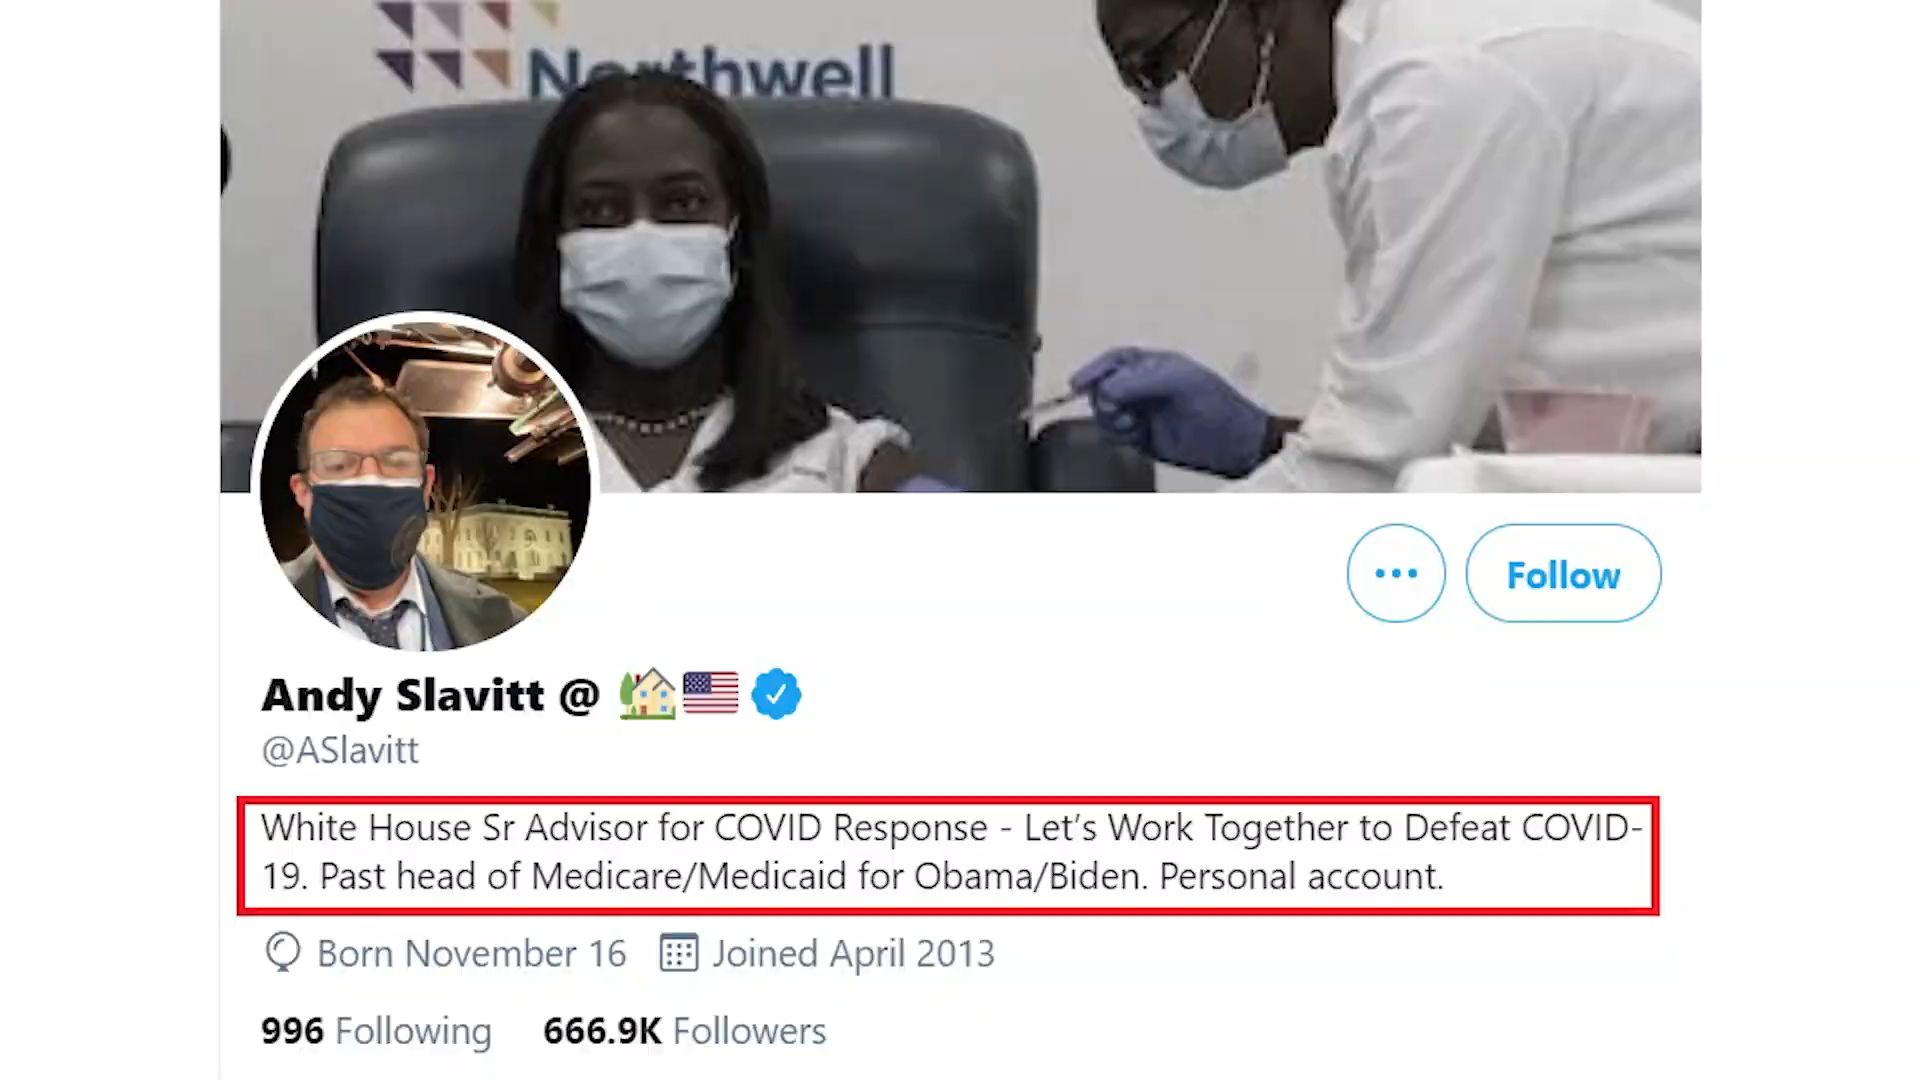 Northwell
Andy Slavitt @
@ASlavitt
Follow
White House Sr Advisor for COVID Response - Let's Work Together to Defeat COVID-
19. Past head of Medicare/Medicaid for Obama/Biden. Personal account.
Born November 16 Joined April 2013
996 Following 666.9K Followers